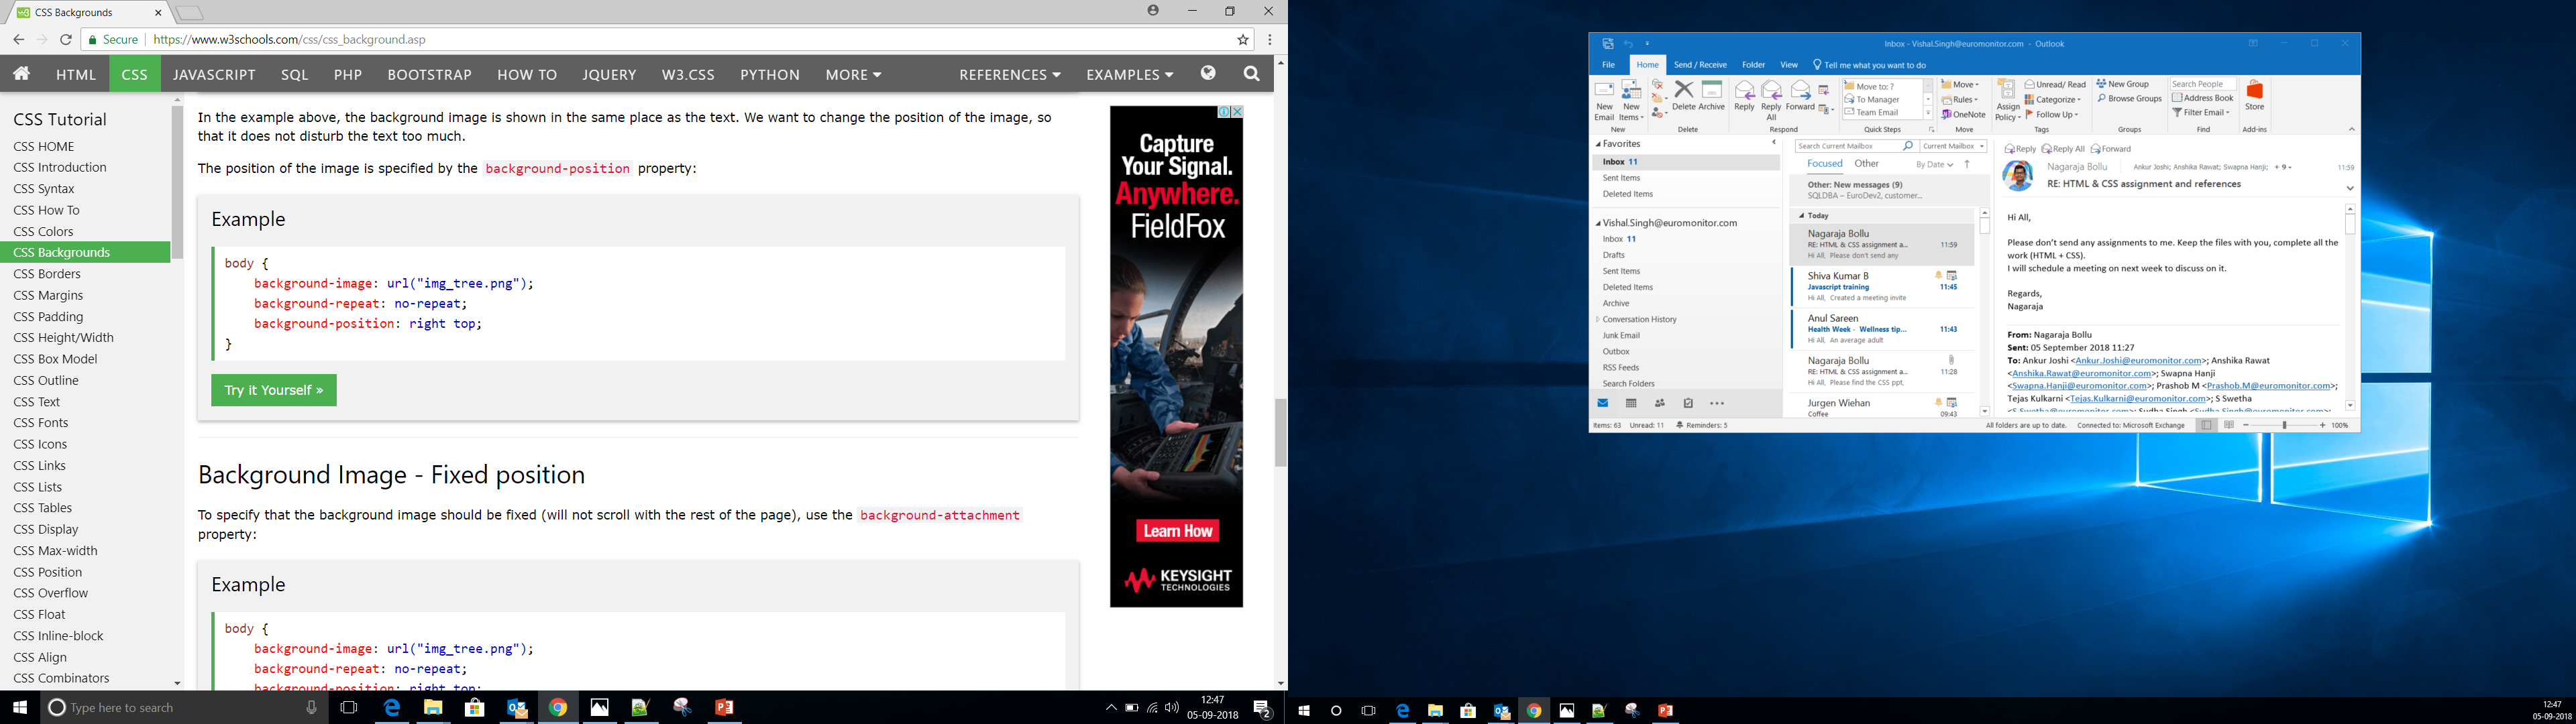 CSS Backgrounds
Secure
https://www.w3schools.com/css/css_background.asp
HTML CSS JAVASCRIPT SQL PHP BOOTSTRAP HOW TO JQUERY W3.CSS PYTHON MORE REFERENCES EXAMPLES
CSS Tutorial
CSS HOME
CSS Introduction
CSS Syntax
CSS How To
CSS Colors
CSS Backgrounds
CSS Borders
CSS Margins
CSS Padding
CSS Height/Width
CSS Box Model
CSS Outline
CSS Text
CSS Fonts
CSS Icons
CSS Links
CSS Lists
CSS Tables
CSS Display
CSS Max-width
CSS Position
CSS Overflow
CSS Float
CSS Inline-block
CSS Align
CSS Combinators
In the example above, the background image is shown in the same place as the text. We want to change the position of the image, so
that it does not disturb the text too much.
The position of the image is specified by the background-position property:
Example
body {
background-image: url("img_tree.png");
background-repeat: no-repeat;
background-position: right top;
}
Try it Yourself »
Background Image - Fixed position
To specify that the background image should be fixed (will not scroll with the rest of the page), use the background-attachment
property:
Example
body {
background-image: url("img_tree.png");
background-repeat: no-repeat;
background-position: right top;
Capture
Your Signal.
Anywhere.
FieldFox
Learn How
KEYSIGHT
TECHNOLOGIES
Type here to search
12:47
05-09-2018
2
Inbox - Vishal.Singh@euromonitor.com - Outlook
File Home Send / Receive Folder View Tell me what you want to do
New Email
New Items
New
Delete Archive
Delete
Reply Reply All Forward
Respond
Move to: ?
To Manager
Team Email
Quick Steps
Move
Rules
OneNote
Move
Assign Policy
Unread/ Read
Categorize
Follow Up
Tags
New Group
Browse Groups
Groups
Search People
Address Book
Filter Email
Find
Store
Add-ins
Favorites
Inbox 11
Sent Items
Deleted Items
Vishal.Singh@euromonitor.com
Inbox 11
Drafts
Sent Items
Deleted Items
Archive
Conversation History
Junk Email
Outbox
RSS Feeds
Search Folders
Search Current Mailbox Current Mailbox
Focused Other By Date
Other: New messages (9)
SQLDBA – EuroDev2, customer...
Today
Nagaraja Bollu
RE: HTML & CSS assignment a... 11:59
Hi All, Please don't send any
Shiva Kumar B
Javascript training 11:45
Hi All, Created a meeting invite
Anul Sareen
Health Week - Wellness tip... 11:43
Hi All, An average adult
Nagaraja Bollu
RE: HTML & CSS assignment a... 11:28
Hi All, Please find the CSS ppt,
Jurgen Wiehan
Coffee 09:43
Reply Reply All Forward
Nagaraja Bollu Ankur Joshi; Anshika Rawat; Swapna Hanji; + 9 11:59
RE: HTML & CSS assignment and references
Hi All,
Please don't send any assignments to me. Keep the files with you, complete all the
work (HTML + CSS).
I will schedule a meeting on next week to discuss on it.
Regards,
Nagaraja
From: Nagaraja Bollu
Sent: 05 September 2018 11:27
To: Ankur Joshi <Ankur.Joshi@euromonitor.com>; Anshika Rawat
<Anshika.Rawat@euromonitor.com>; Swapna Hanji
<Swapna.Hanji@euromonitor.com>; Prashob M <Prashob.M@euromonitor.com>;
Tejas Kulkarni <Tejas.Kulkarni@euromonitor.com>; S Swetha
<S.Swetha@euromonitor.com>; Sudha Singh <Sudha.Singh@euromonitor.com>;
Items: 63 Unread: 11 Reminders: 5 All folders are up to date. Connected to: Microsoft Exchange 100%
12:47
05-09-2018